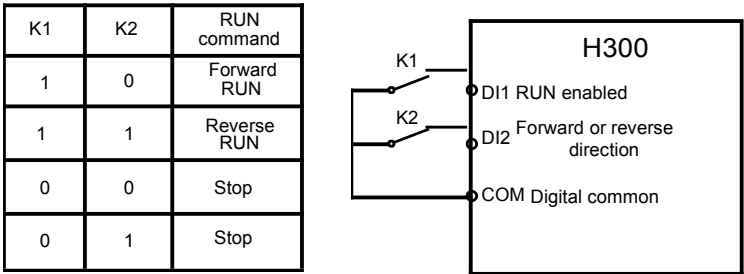 K1 K2 RUN
command
1 0 Forward
RUN
1 1 Reverse
RUN
0 0 Stop
0 1 Stop
H300
K1
DI1 RUN enabled
K2
DI2 Forward or reverse
direction
COM Digital common